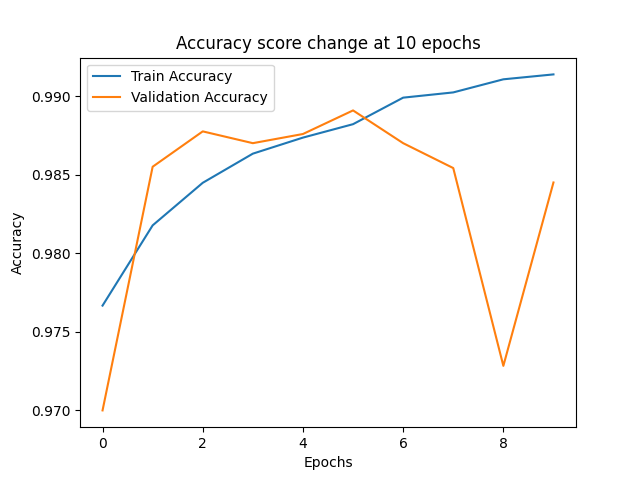 Accuracy score change at 10 epochs
Train Accuracy
Validation Accuracy
0.990
0.985
0.980
0.975
0.970
Accuracy
0 2 4 6 8
Epochs